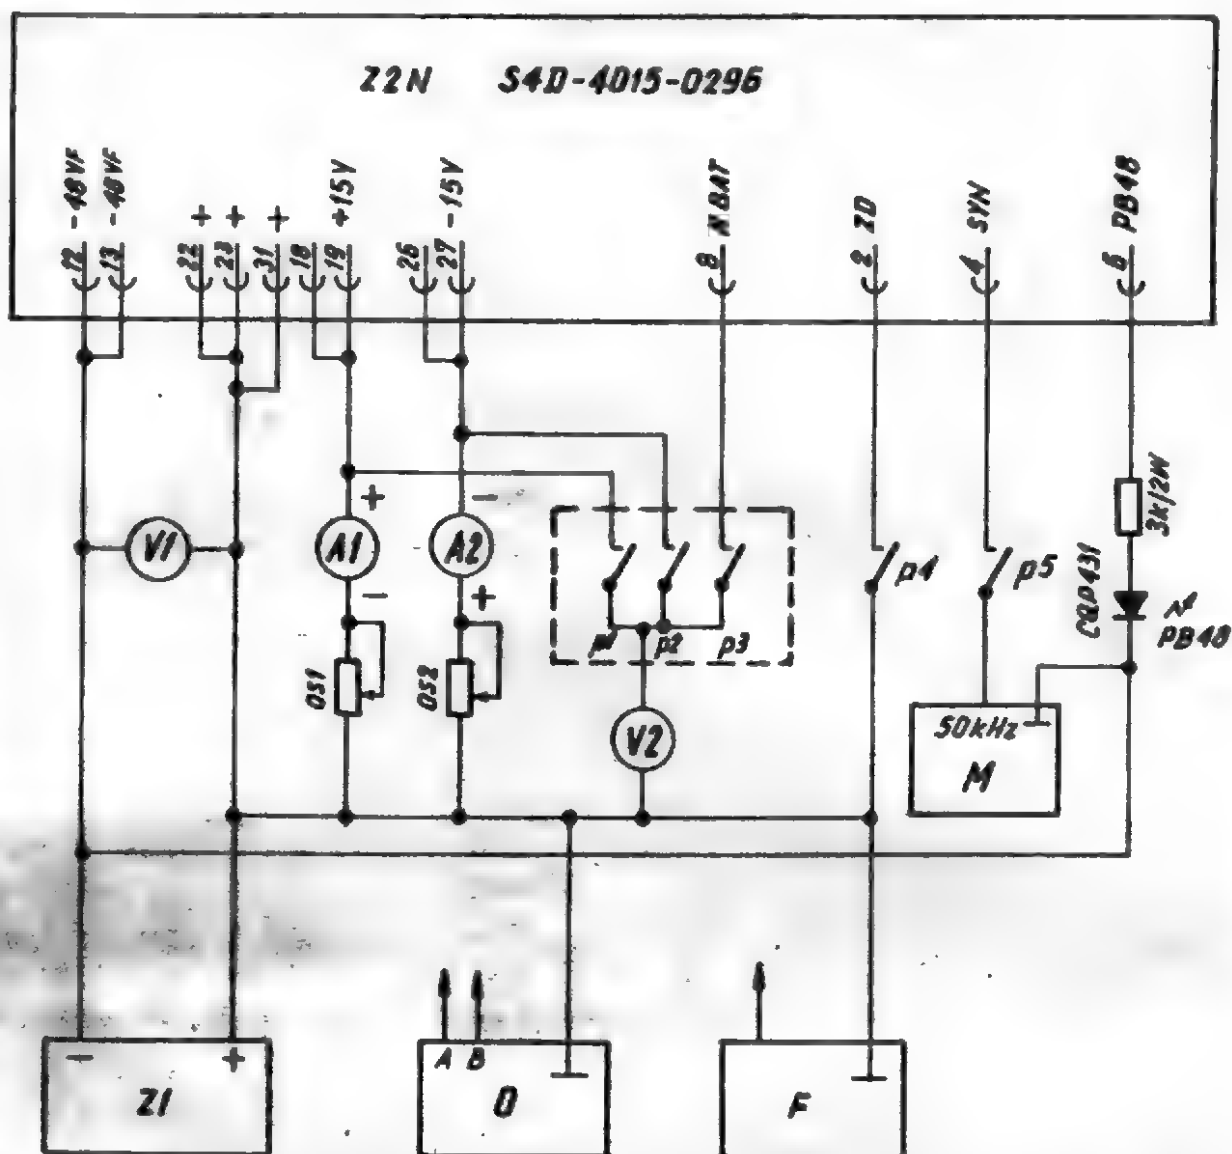 Z2N S4D-4015-0296
-48VF
-48VF
+
+
+
+15V
-15V
NBAT
ZD
SYN
PB48
12
13
22
23
31
18
19
26
27
8
2
4
6
V1
+
A1
-
-
A2
+
OS1
OS2
p1
p2
p3
V2
p4
p5
3k/2W
CQP431
PB48
50kHz
M
-
+
Z1
A
B
O
F